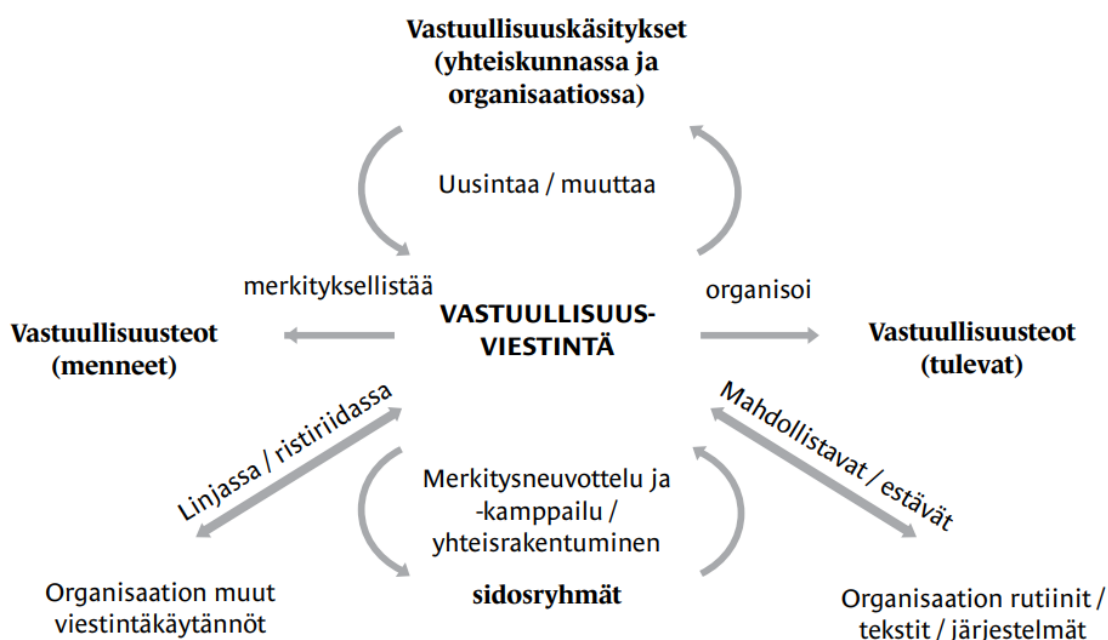 Vastuullisuuskäsitykset
(yhteiskunnassa ja
organisaatiossa)
Uusintaa / muuttaa
merkityksellistää
organisoi
VASTUULLISUUS-
VIESTINTÄ
Vastuullisuusteot
(menneet)
Vastuullisuusteot
(tulevat)
Linjassa / ristiriidassa
Mahdollistavat / estävät
Merkitysneuvottelu ja
-kamppailu /
yhteisrakentuminen
sidosryhmät
Organisaation muut
viestintäkäytännöt
Organisaation rutiinit /
tekstit / järjestelmät